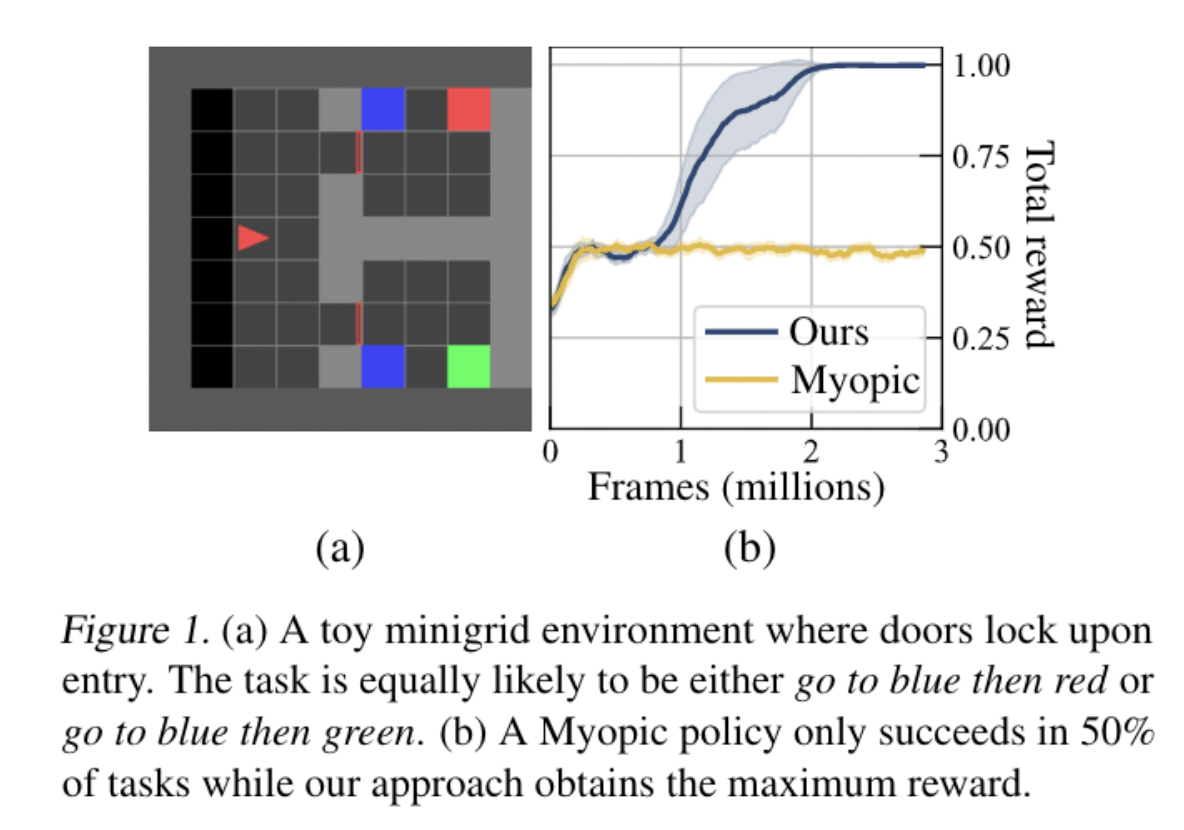 1.00
0.75
0.50
0.25
0.00
Total reward
Ours
Myopic
0 1 2 3
Frames (millions)
(a) (b)
Figure 1. (a) A toy minigrid environment where doors lock upon
entry. The task is equally likely to be either go to blue then red or
go to blue then green. (b) A Myopic policy only succeeds in 50%
of tasks while our approach obtains the maximum reward.